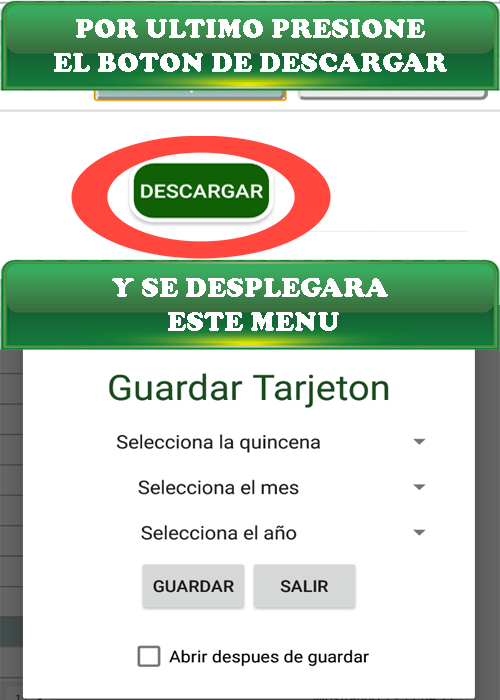 POR ULTIMO PRESIONE
EL BOTON DE DESCARGAR
DESCARGAR
Y SE DESPLEGARA
ESTE MENU
Guardar Tarjeton
Selecciona la quincena
Selecciona el mes
Selecciona el año
GUARDAR SALIR
Abrir despues de guardar